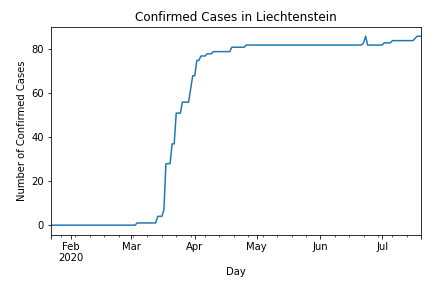 Confirmed Cases in Liechtenstein
Number of Confirmed Cases
80
60
40
20
0
Feb
2020
Mar
Apr
May
Jun
Jul
Day